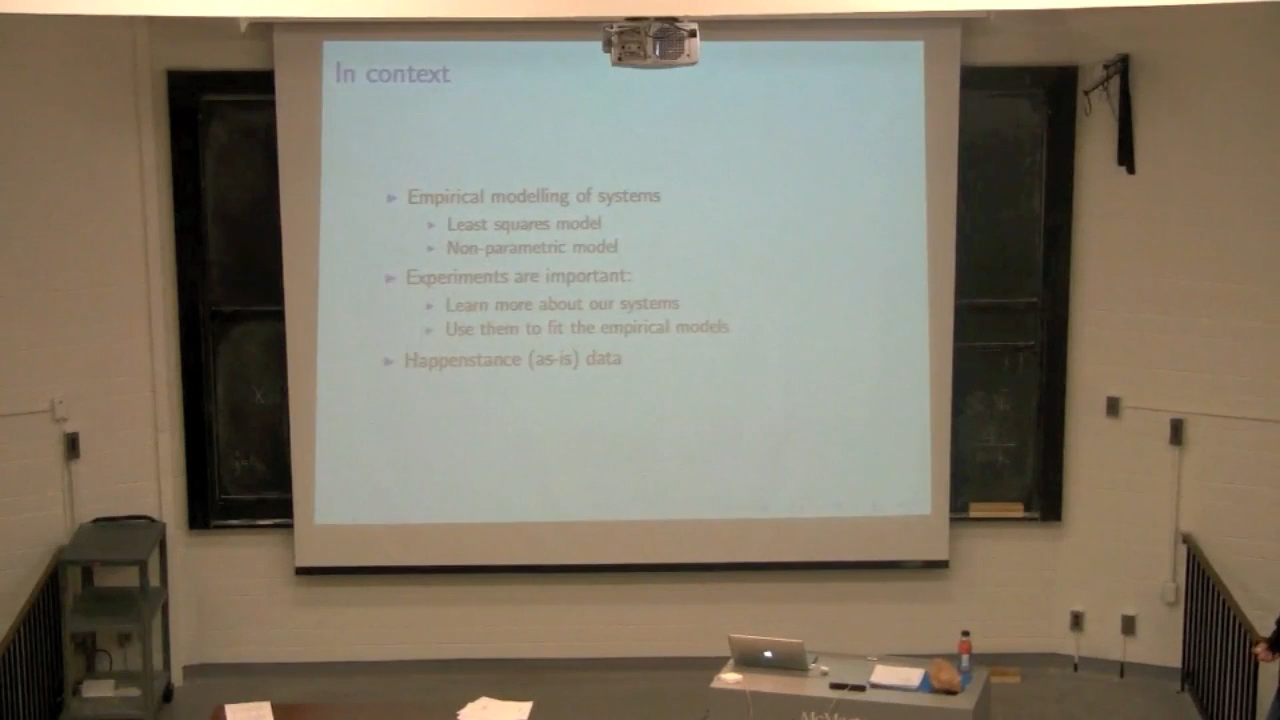 In context
Empirical modelling of systems
Least squares model
Non-parametric model
Experiments are important:
Learn more about our systems
Use them to fit the empirical models
Happenstance (as-is) data